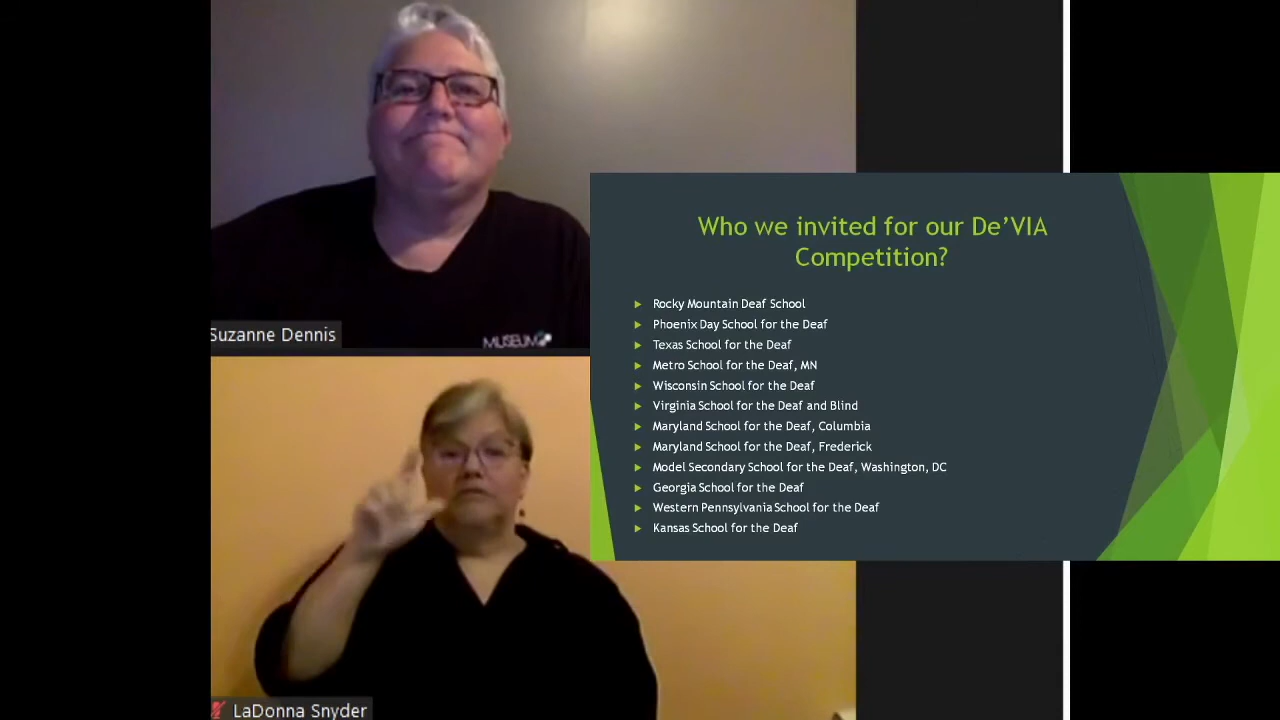 Suzanne Dennis
MUSEUM
LaDonna Snyder
Who we invited for our De'VIA
Competition?
Rocky Mountain Deaf School
Phoenix Day School for the Deaf
Texas School for the Deaf
Metro School for the Deaf, MN
Wisconsin School for the Deaf
Virginia School for the Deaf and Blind
Maryland School for the Deaf, Columbia
Maryland School for the Deaf, Frederick
Model Secondary School for the Deaf, Washington, DC
Georgia School for the Deaf
Western Pennsylvania School for the Deaf
Kansas School for the Deaf